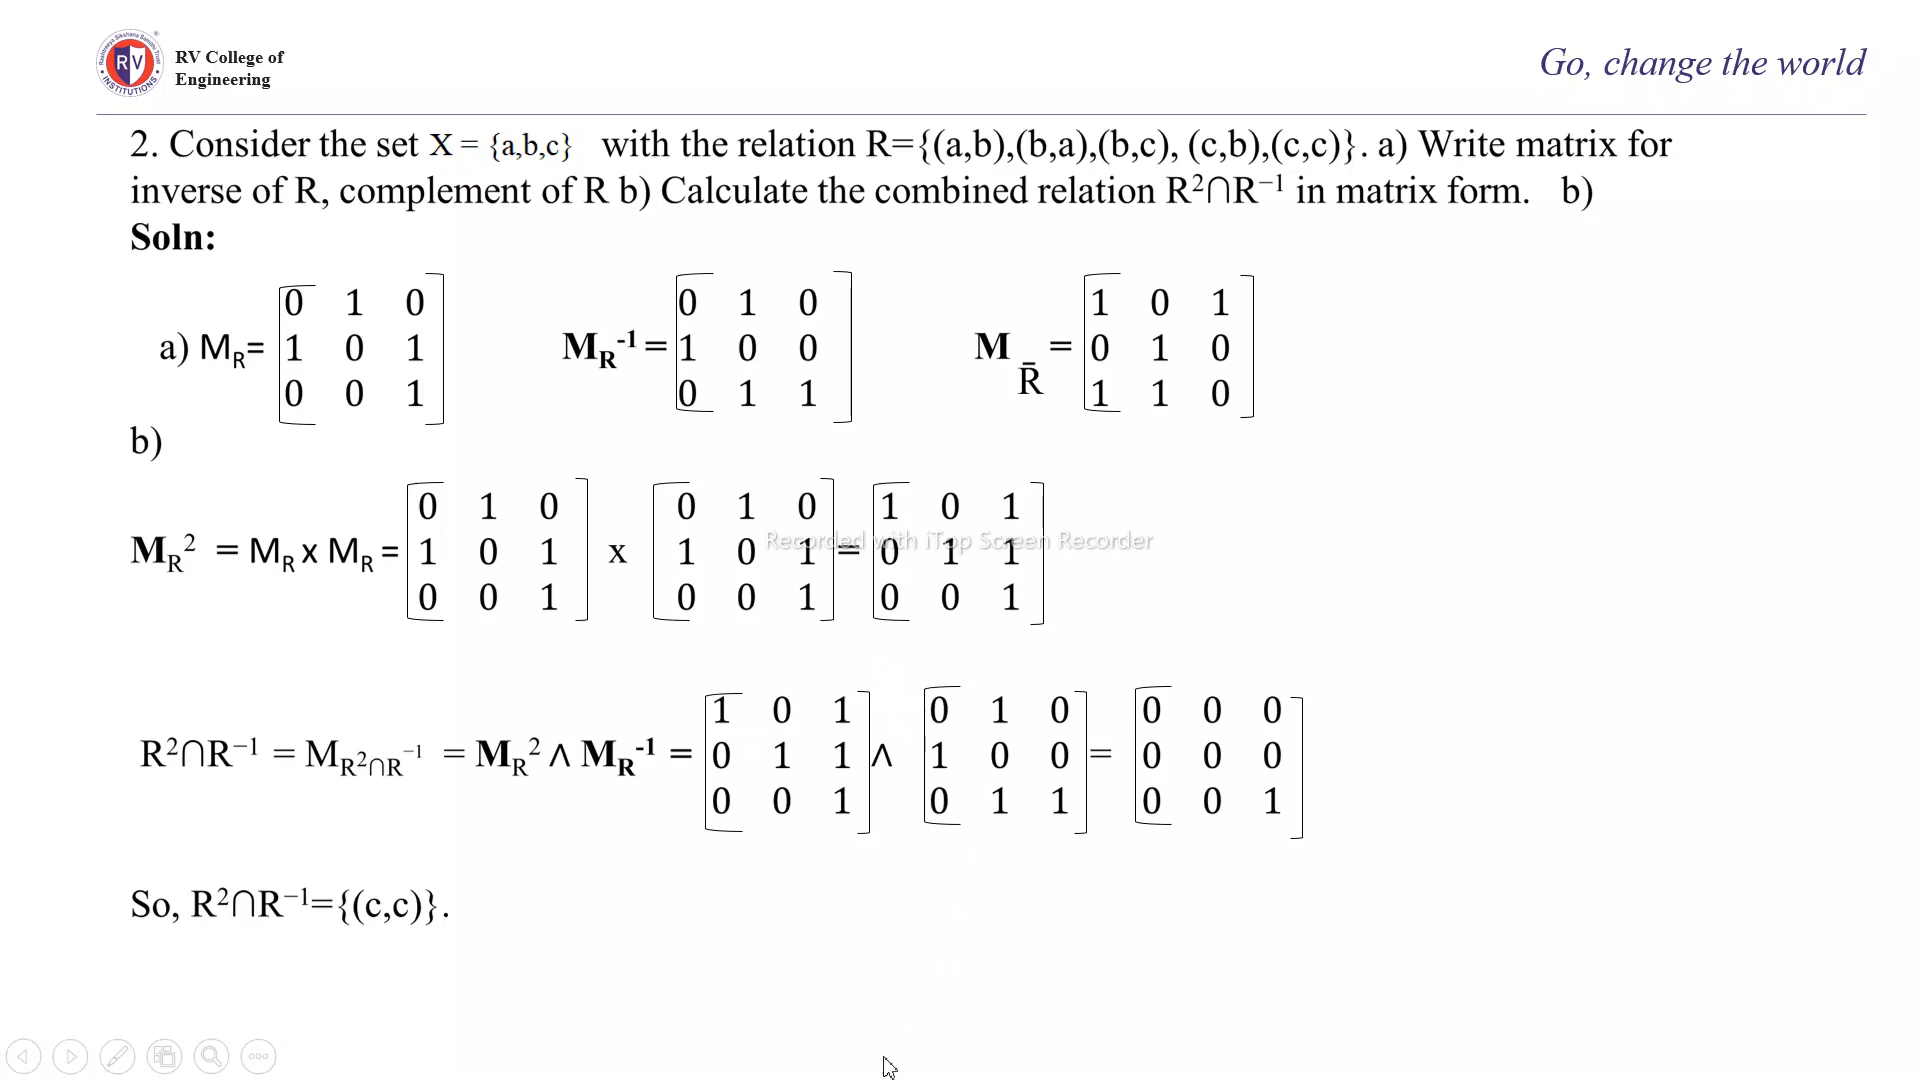 RV College of
Engineering
Go, change the world
Rashtreeya Sikshana Samithi Trust
RV
INSTITUTIONS
2. Consider the set X = {a,b,c} with the relation R={(a,b),(b,a),(b,c), (c,b),(c,c)}. a) Write matrix for
inverse of R, complement of R b) Calculate the combined relation R²∩R⁻¹ in matrix form. b)
Soln:
0 1 0 0 1 0 1 0 1
a) M_R= 1 0 1 M_R⁻¹ = 1 0 0 M_R̄ = 0 1 0
0 0 1 0 1 1 1 1 0
b)
0 1 0 0 1 0 1 0 1
M_R² = M_R x M_R = 1 0 1 x 1 0 1 = 0 1 1
0 0 1 0 0 1 0 0 1
Recorded with iTop Screen Recorder
1 0 1 0 1 0 0 0 0
R²∩R⁻¹ = M_R²∩R⁻¹ = M_R² ∧ M_R⁻¹ = 0 1 1 ∧ 1 0 0 = 0 0 0
0 0 1 0 1 1 0 0 1
So, R²∩R⁻¹={(c,c)}.